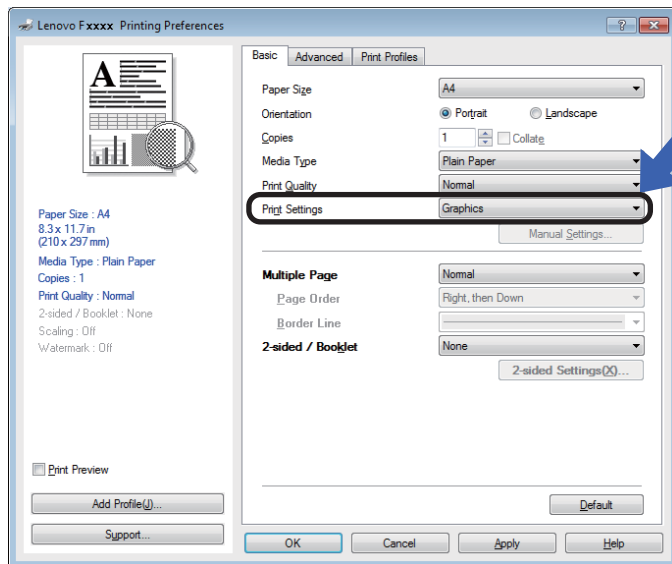 Lenovo Fxxxx Printing Preferences
A
Paper Size : A4
8.3 x 11.7 in
(210 x 297 mm)
Media Type : Plain Paper
Copies : 1
Print Quality : Normal
2-sided / Booklet : None
Scaling : Off
Watermark : Off
Print Preview
Add Profile(J)...
Support...
Basic Advanced Print Profiles
Paper Size A4
Orientation Portrait Landscape
Copies 1 Collate
Media Type Plain Paper
Print Quality Normal
Print Settings Graphics
Manual Settings...
Multiple Page Normal
Page Order Right, then Down
Border Line
2-sided / Booklet None
2-sided Settings(X)...
Default
OK Cancel Apply Help